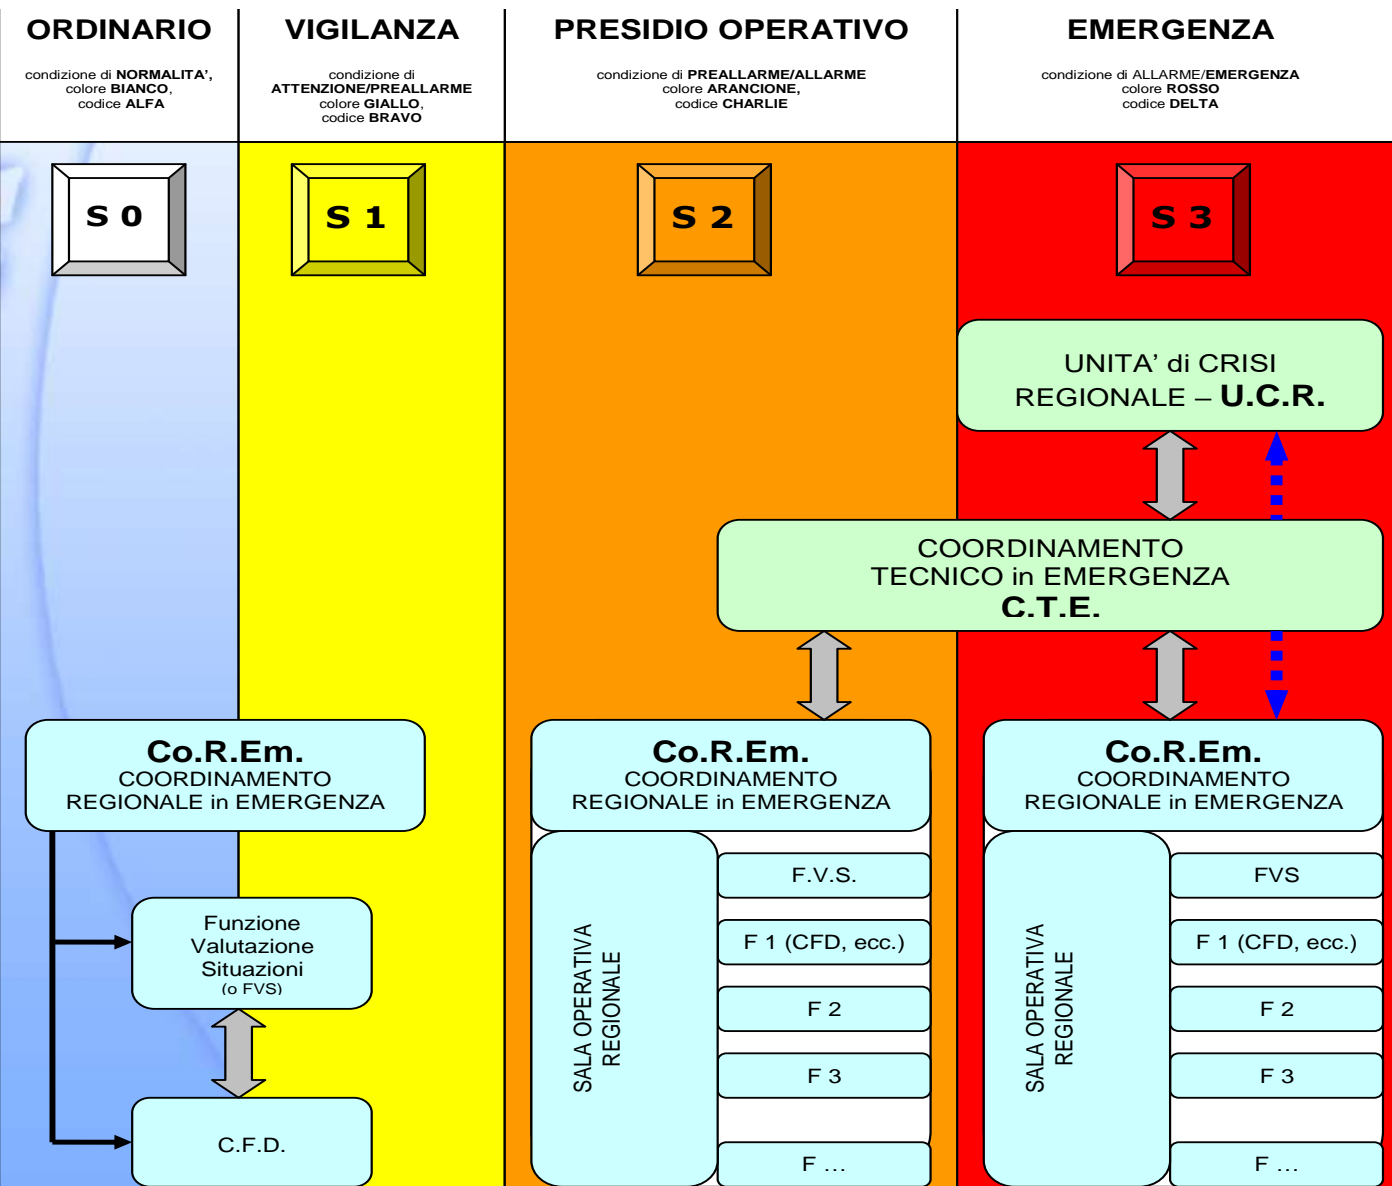 ORDINARIO
condizione di NORMALITA’,
colore BIANCO,
codice ALFA
VIGILANZA
condizione di
ATTENZIONE/PREALLARME
colore GIALLO,
codice BRAVO
PRESIDIO OPERATIVO
condizione di PREALLARME/ALLARME
colore ARANCIONE,
codice CHARLIE
EMERGENZA
condizione di ALLARME/EMERGENZA
colore ROSSO
codice DELTA
S 0
S 1
S 2
S 3
UNITA’ di CRISI
REGIONALE – U.C.R.
COORDINAMENTO
TECNICO in EMERGENZA
C.T.E.
Co.R.Em.
COORDINAMENTO
REGIONALE in EMERGENZA
Funzione
Valutazione
Situazioni
(o FVS)
C.F.D.
Co.R.Em.
COORDINAMENTO
REGIONALE in EMERGENZA
SALA OPERATIVA
REGIONALE
F.V.S.
F 1 (CFD, ecc.)
F 2
F 3
F …
Co.R.Em.
COORDINAMENTO
REGIONALE in EMERGENZA
SALA OPERATIVA
REGIONALE
FVS
F 1 (CFD, ecc.)
F 2
F 3
F …